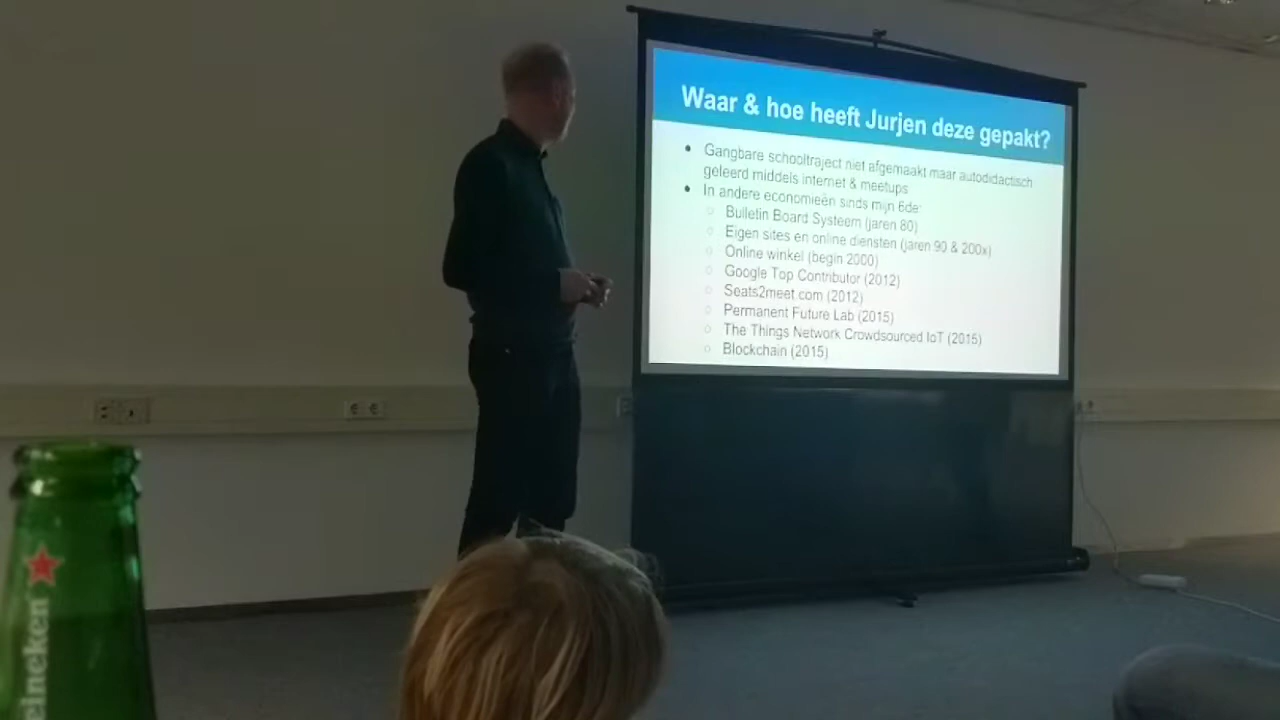 Waar & hoe heeft Jurjen deze gepakt?
Gangbare schooltraject niet afgemaakt maar autodidactisch
geleerd middels internet & meetups
In andere economieën sinds mijn 6de:
Bulletin Board Systeem (jaren 80)
Eigen sites en online diensten (jaren 90 & 200x)
Online winkel (begin 2000)
Google Top Contributor (2012)
Seats2meet.com (2012)
Permanent Future Lab (2015)
The Things Network Crowdsourced IoT (2015)
Blockchain (2015)
eineken